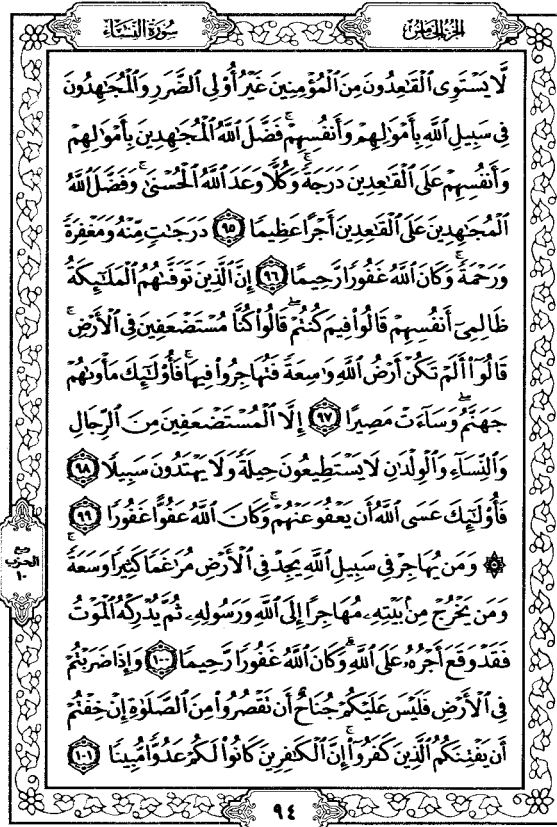 سُورَةُ النِّسَاءِ
الجُزْءُ الخَامِسُ
لَّا يَسْتَوِى ٱلْقَٰعِدُونَ مِنَ ٱلْمُؤْمِنِينَ غَيْرُ أُوْلِى ٱلضَّرَرِ وَٱلْمُجَٰهِدُونَ
فِى سَبِيلِ ٱللَّهِ بِأَمْوَٰلِهِمْ وَأَنفُسِهِمْ ۚ فَضَّلَ ٱللَّهُ ٱلْمُجَٰهِدِينَ بِأَمْوَٰلِهِمْ
وَأَنفُسِهِمْ عَلَى ٱلْقَٰعِدِينَ دَرَجَةً ۚ وَكُلًّا وَعَدَ ٱللَّهُ ٱلْحُسْنَىٰ ۚ وَفَضَّلَ ٱللَّهُ
ٱلْمُجَٰهِدِينَ عَلَى ٱلْقَٰعِدِينَ أَجْرًا عَظِيمًا ٩٥ دَرَجَٰتٍ مِّنْهُ وَمَغْفِرَةً
وَرَحْمَةً ۚ وَكَانَ ٱللَّهُ غَفُورًا رَّحِيمًا ٩٦ إِنَّ ٱلَّذِينَ تَوَفَّىٰهُمُ ٱلْمَلَٰٓئِكَةُ
ظَالِمِىٓ أَنفُسِهِمْ قَالُوا۟ فِيمَ كُنتُمْ ۖ قَالُوا۟ كُنَّا مُسْتَضْعَفِينَ فِى ٱلْأَرْضِ ۚ
قَالُوٓا۟ أَلَمْ تَكُنْ أَرْضُ ٱللَّهِ وَٰسِعَةً فَتُهَاجِرُوا۟ فِيهَا ۚ فَأُو۟لَٰٓئِكَ مَأْوَىٰهُمْ
جَهَنَّمُ ۖ وَسَآءَتْ مَصِيرًا ٩٧ إِلَّا ٱلْمُسْتَضْعَفِينَ مِنَ ٱلرِّجَالِ
وَٱلنِّسَآءِ وَٱلْوِلْدَٰنِ لَا يَسْتَطِيعُونَ حِيلَةً وَلَا يَهْتَدُونَ سَبِيلًا ٩٨
فَأُو۟لَٰٓئِكَ عَسَى ٱللَّهُ أَن يَعْفُوَ عَنْهُمْ ۚ وَكَانَ ٱللَّهُ عَفُوًّا غَفُورًا ٩٩
۞ وَمَن يُهَاجِرْ فِى سَبِيلِ ٱللَّهِ يَجِدْ فِى ٱلْأَرْضِ مُرَٰغَمًا كَثِيرًا وَسَعَةً ۚ
وَمَن يَخْرُجْ مِنۢ بَيْتِهِۦ مُهَاجِرًا إِلَى ٱللَّهِ وَرَسُولِهِۦ ثُمَّ يُدْرِكْهُ ٱلْمَوْتُ
فَقَدْ وَقَعَ أَجْرُهُۥ عَلَى ٱللَّهِ ۗ وَكَانَ ٱللَّهُ غَفُورًا رَّحِيمًا ١٠٠ وَإِذَا ضَرَبْتُمْ
فِى ٱلْأَرْضِ فَلَيْسَ عَلَيْكُمْ جُنَاحٌ أَن تَقْصُرُوا۟ مِنَ ٱلصَّلَوٰةِ إِنْ خِفْتُمْ
أَن يَفْتِنَكُمُ ٱلَّذِينَ كَفَرُوٓا۟ ۚ إِنَّ ٱلْكَٰفِرِينَ كَانُوا۟ لَكُمْ عَدُوًّا مُّبِينًا ١٠١
ربع
الحزب
١٠
٩٤